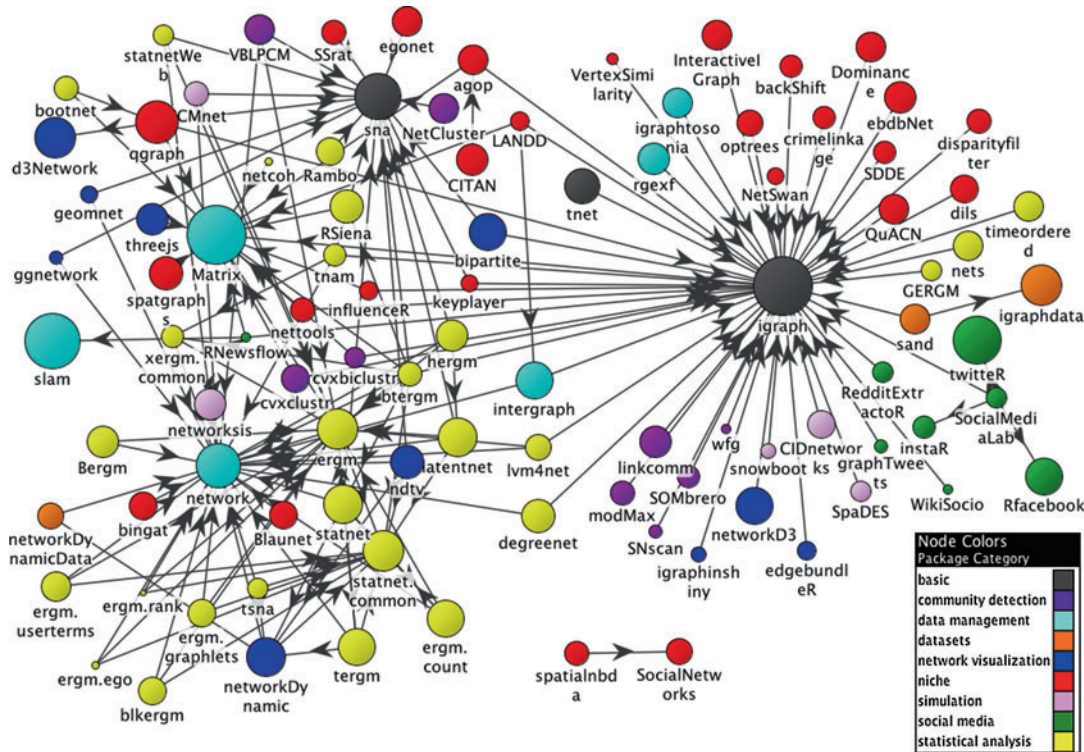 statnetWe
b
VBLPCM
SSrat
egonet
agop
VertexSimi
larity
InteractiveI
Graph
backShift
Dominanc
e
bootnet
CMnet
sna
NetCluster
LANDD
igraphtoso
nia
optrees
crimelinka
ge
ebdbNet
disparityfil
ter
d3Network
qgraph
netcoh
Rambo
CITAN
rgexf
NetSwan
SDDE
geomnet
threejs
Matrix
RSiena
bipartite
tnet
QuACN
dils
timeordere
d
ggnetwork
spatgraph
s
tnam
influenceR
keyplayer
igraph
GERGM
nets
nettools
sand
igraphdata
slam
xergm.
common
RNewsflow
cvxbiclustr
hergm
cvxclustr
btergm
intergraph
RedditExtr
actoR
twitteR
SocialMedi
aLab
networksis
ergm
latentnet
lvm4net
linkcomm
wfg
snowboot
CIDnetwor
ks
graphTwee
ts
instaR
Bergm
network
ndtv
modMax
SOMbrero
SpaDES
WikiSocio
Rfacebook
networkDy
namicData
bingat
Blaunet
statnet
degreenet
SNscan
networkD3
igraphinsh
iny
edgebundl
eR
statnet.
common
ergm.
userterms
ergm.rank
tsna
ergm.
graphlets
ergm.
count
ergm.ego
blkergm
networkDy
namic
tergm
spatialnbd
a
SocialNetw
orks
Node Colors
Package Category
basic
community detection
data management
datasets
network visualization
niche
simulation
social media
statistical analysis